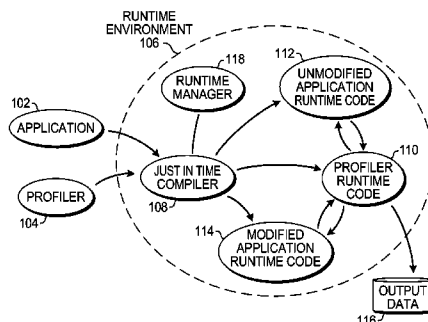 RUNTIME
ENVIRONMENT
106
118
RUNTIME
MANAGER
112
UNMODIFIED APPLICATION
RUNTIME CODE
102
APPLICATION
PROFILER
104
JUST IN TIME
COMPILER
108
110
PROFILER
RUNTIME
CODE
114
MODIFIED APPLICATION
RUNTIME CODE
OUTPUT
DATA
116